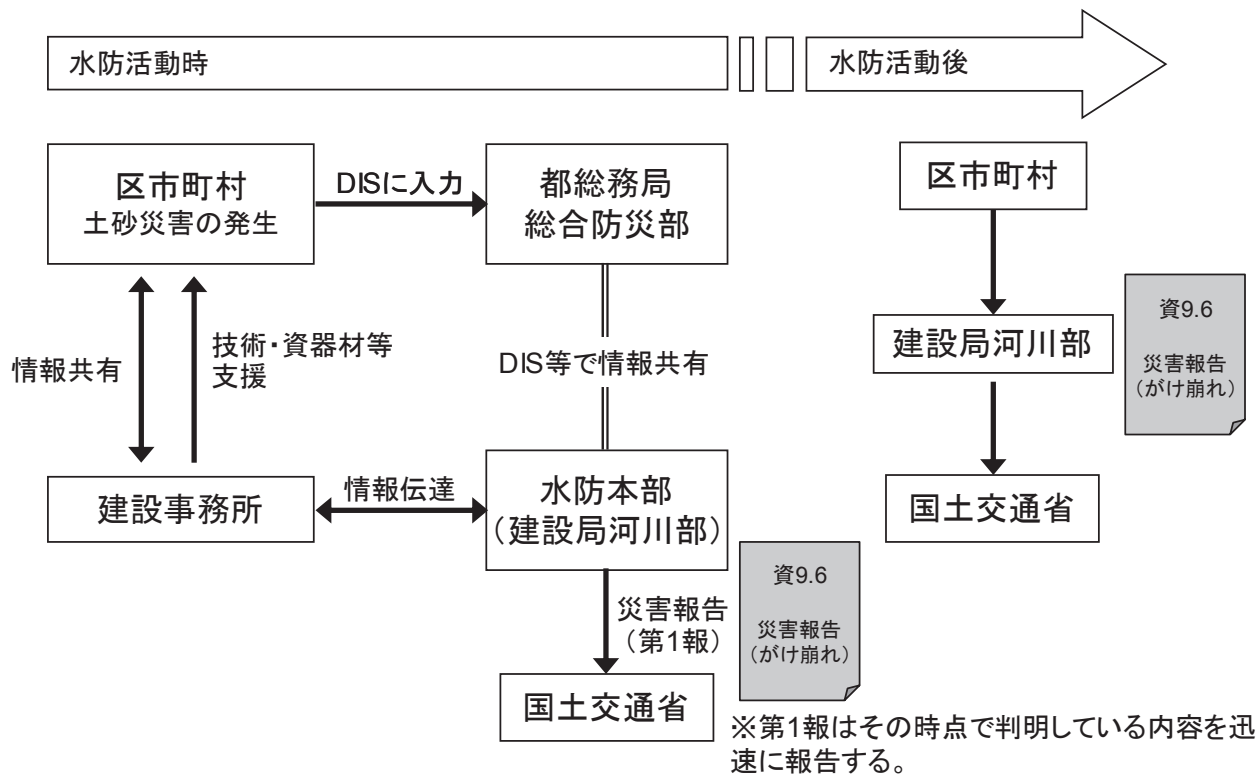 水防活動時
水防活動後
区市町村
土砂災害の発生
DISに入力
都総務局
総合防災部
情報共有
技術・資器材等
支援
DIS等で情報共有
建設事務所
情報伝達
水防本部
（建設局河川部）
災害報告
（第1報）
資9.6
災害報告
（がけ崩れ）
国土交通省
※第1報はその時点で判明している内容を迅
速に報告する。
区市町村
建設局河川部
資9.6
災害報告
（がけ崩れ）
国土交通省